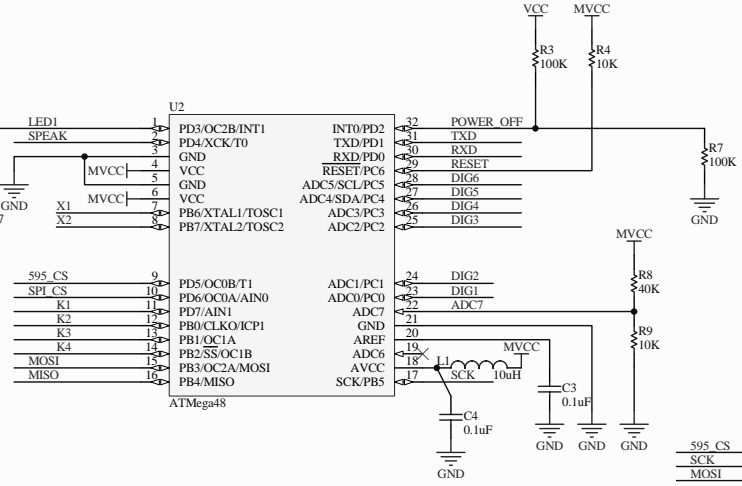 VCC MVCC
R3 R4
100K 10K
U2
LED1 1 PD3/OC2B/INT1 INT0/PD2 32 POWER_OFF
SPEAK 2 PD4/XCK/T0 TXD/PD1 31 TXD
3 GND RXD/PD0 30 RXD
MVCC 4 VCC RESET/PC6 29 RESET
5 GND ADC5/SCL/PC5 28 DIG6
MVCC 6 VCC ADC4/SDA/PC4 27 DIG5
X1 7 PB6/XTAL1/TOSC1 ADC3/PC3 26 DIG4
X2 8 PB7/XTAL2/TOSC2 ADC2/PC2 25 DIG3
R7
100K
GND
GND
7
MVCC
595_CS 9 PD5/OC0B/T1 ADC1/PC1 24 DIG2
SPI_CS 10 PD6/OC0A/AIN0 ADC0/PC0 23 DIG1
K1 11 PD7/AIN1 ADC7 22 ADC7
K2 12 PB0/CLKO/ICP1 GND 21
K3 13 PB1/OC1A AREF 20
K4 14 PB2/SS/OC1B ADC6 19
MOSI 15 PB3/OC2A/MOSI AVCC 18
MISO 16 PB4/MISO SCK/PB5 17 SCK
R8
40K
R9
10K
L1 MVCC
10uH
ATMega48
C3
0.1uF
C4
0.1uF
GND GND GND
GND
595_CS
SCK
MOSI